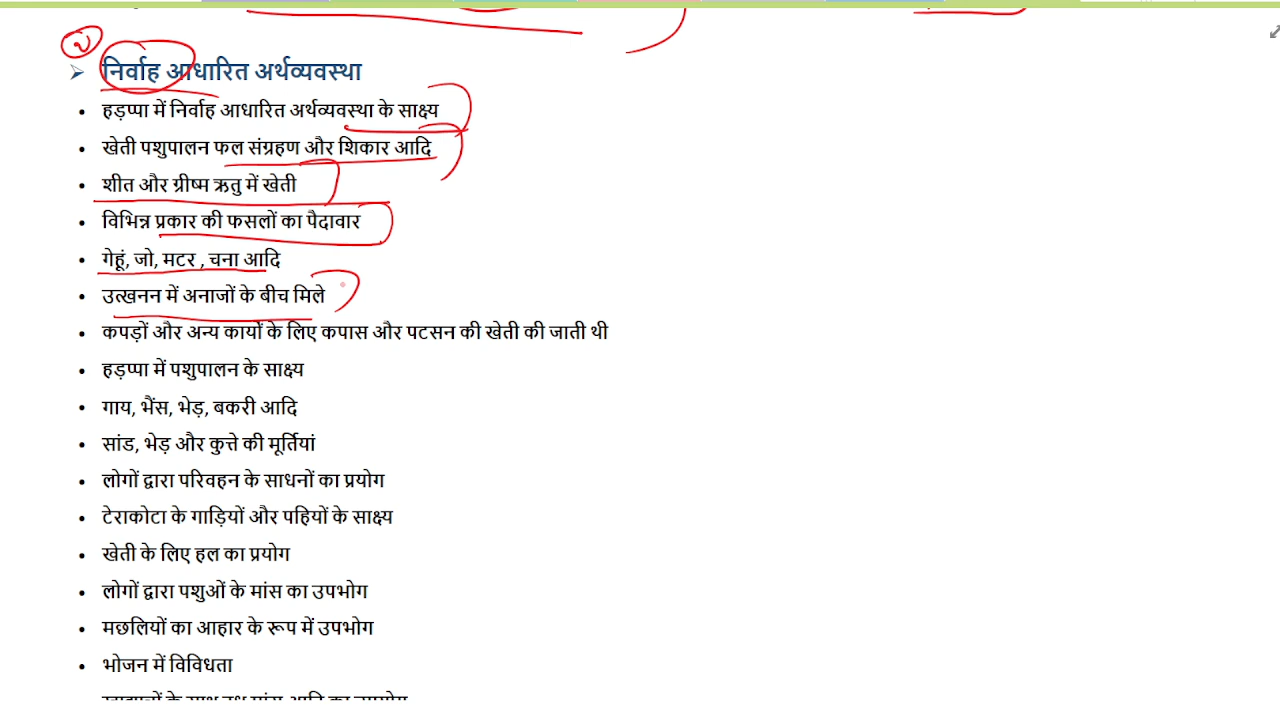 २
निर्वाह आधारित अर्थव्यवस्था
हड़प्पा में निर्वाह आधारित अर्थव्यवस्था के साक्ष्य
खेती पशुपालन फल संग्रहण और शिकार आदि
शीत और ग्रीष्म ऋतु में खेती
विभिन्न प्रकार की फसलों का पैदावार
गेहूं, जो, मटर , चना आदि
उत्खनन में अनाजों के बीच मिले
कपड़ों और अन्य कार्यों के लिए कपास और पटसन की खेती की जाती थी
हड़प्पा में पशुपालन के साक्ष्य
गाय, भैंस, भेड़, बकरी आदि
सांड, भेड़ और कुत्ते की मूर्तियां
लोगों द्वारा परिवहन के साधनों का प्रयोग
टेराकोटा के गाड़ियों और पहियों के साक्ष्य
खेती के लिए हल का प्रयोग
लोगों द्वारा पशुओं के मांस का उपभोग
मछलियों का आहार के रूप में उपभोग
भोजन में विविधता